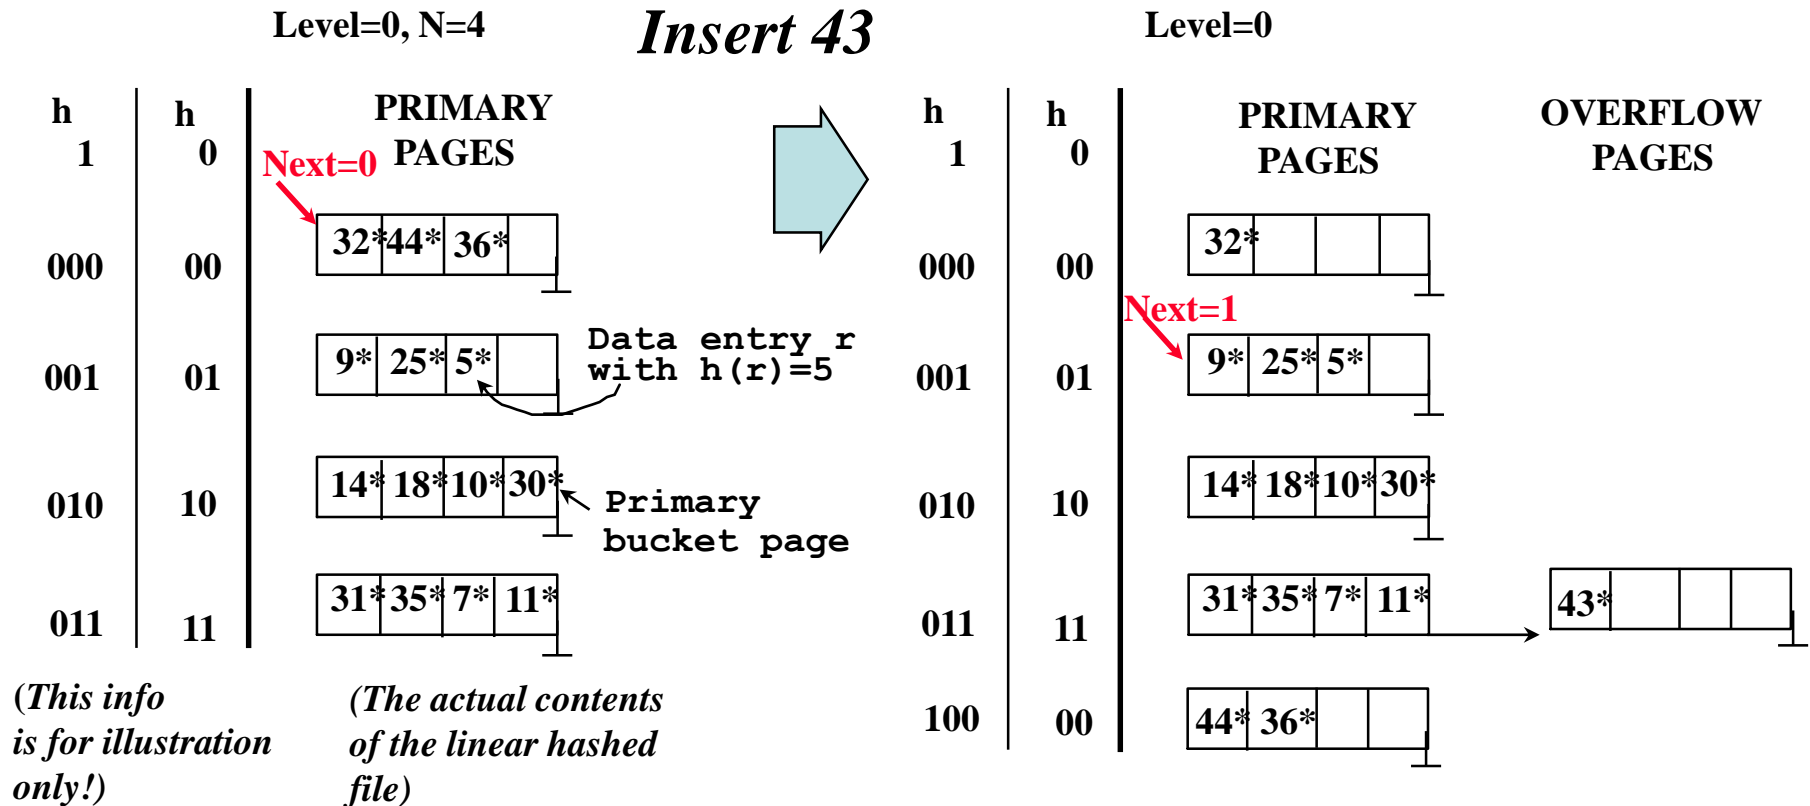 Level=0, N=4
Insert 43
Level=0
h
1
h
0
PRIMARY
PAGES
Next=0
000
00
32* 44* 36*
001
01
9* 25* 5*
Data entry r
with h(r)=5
010
10
14* 18* 10* 30*
Primary
bucket page
011
11
31* 35* 7* 11*
(This info
is for illustration
only!)
(The actual contents
of the linear hashed
file)
h
1
h
0
PRIMARY
PAGES
OVERFLOW
PAGES
000
00
32*
Next=1
001
01
9* 25* 5*
010
10
14* 18* 10* 30*
011
11
31* 35* 7* 11*
43*
100
00
44* 36*